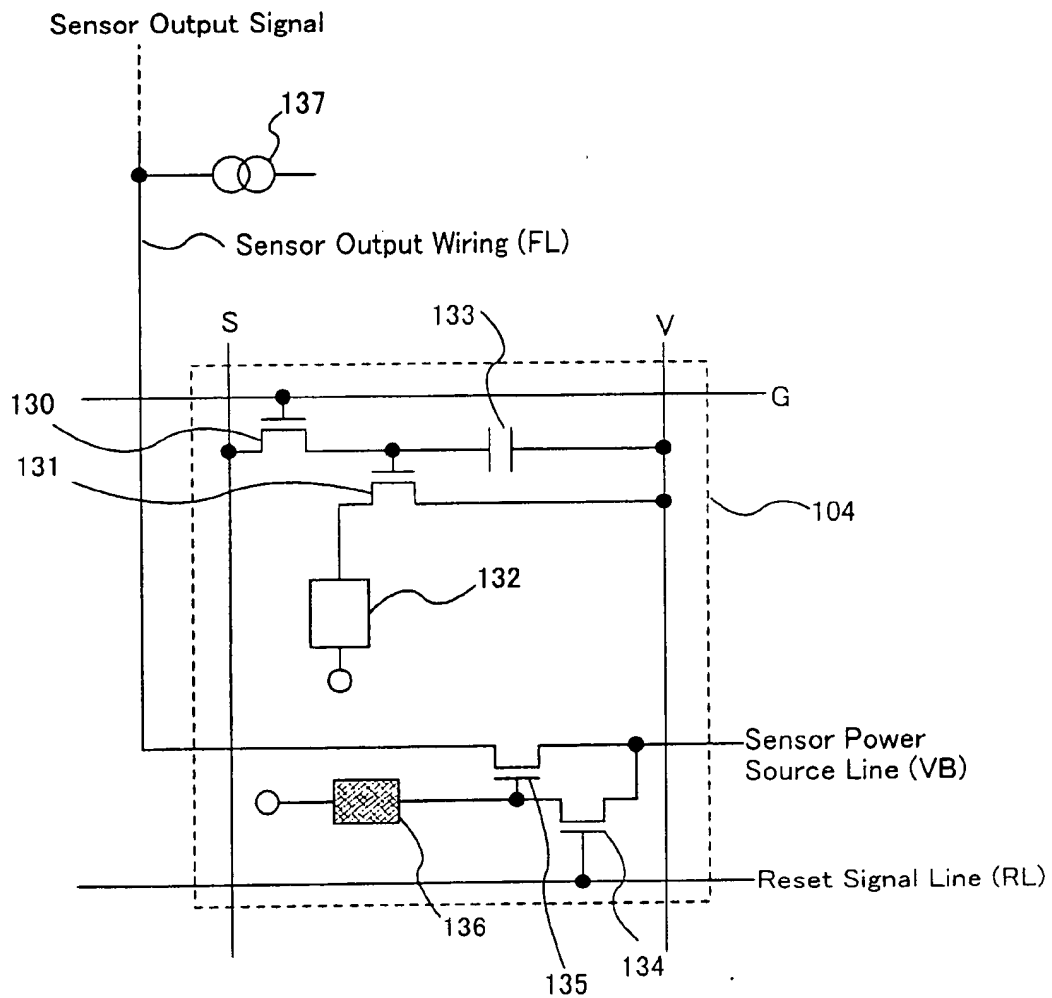 Sensor Output Signal
137
Sensor Output Wiring (FL)
133
S
V
G
130
131
104
132
Sensor Power
Source Line (VB)
Reset Signal Line (RL)
136
134
135